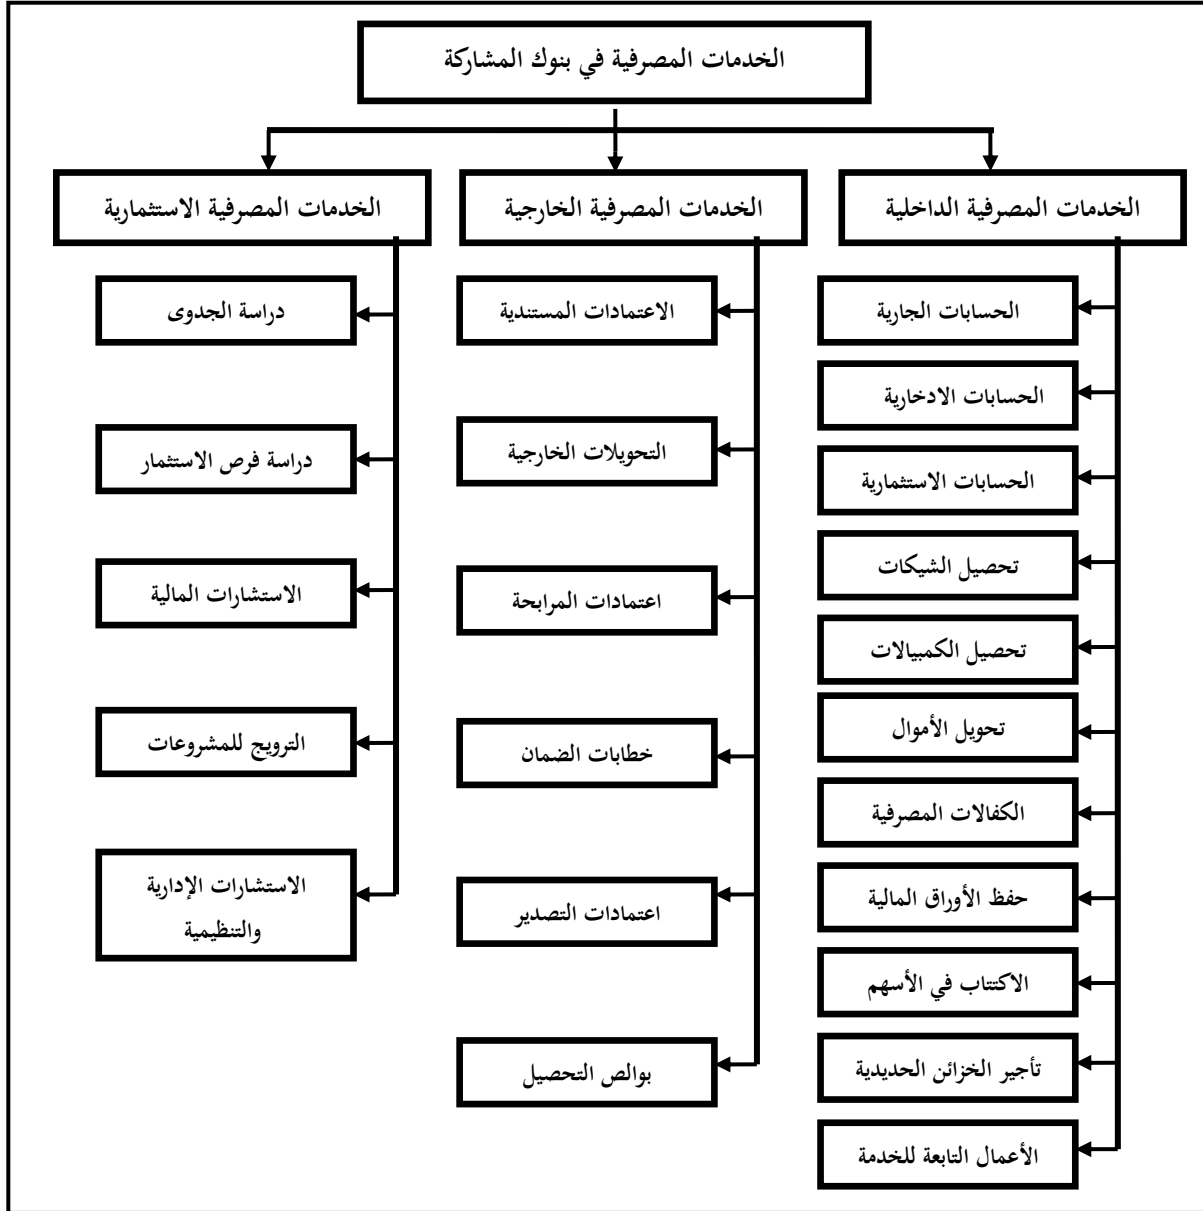 الخدمات المصرفية في بنوك المشاركة
الخدمات المصرفية الداخلية
الحسابات الجارية
الحسابات الادخارية
الحسابات الاستثمارية
تحصيل الشيكات
تحصيل الكمبيالات
تحويل الأموال
الكفالات المصرفية
حفظ الأوراق المالية
الاكتتاب في الأسهم
تأجير الخزائن الحديدية
الأعمال التابعة للخدمة
الخدمات المصرفية الخارجية
الاعتمادات المستندية
التحويلات الخارجية
اعتمادات المرابحة
خطابات الضمان
اعتمادات التصدير
بوالص التحصيل
الخدمات المصرفية الاستثمارية
دراسة الجدوى
دراسة فرص الاستثمار
الاستشارات المالية
الترويج للمشروعات
الاستشارات الإدارية
والتنظيمية